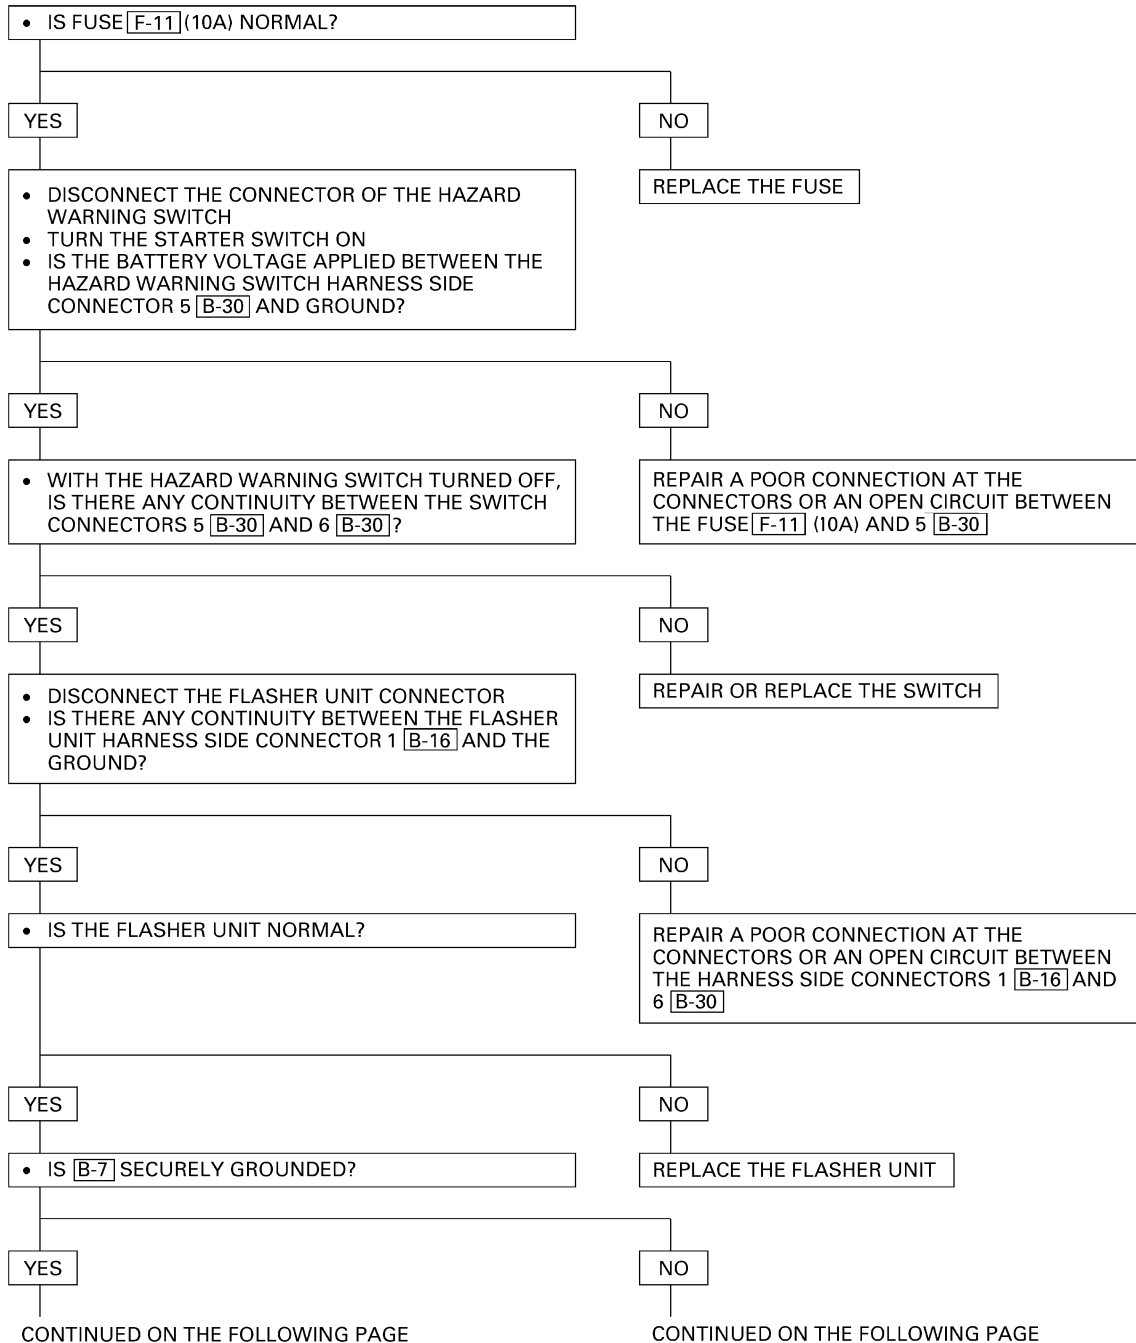 • IS FUSE F-11 (10A) NORMAL?
YES
NO
• DISCONNECT THE CONNECTOR OF THE HAZARD
WARNING SWITCH
• TURN THE STARTER SWITCH ON
• IS THE BATTERY VOLTAGE APPLIED BETWEEN THE
HAZARD WARNING SWITCH HARNESS SIDE
CONNECTOR 5 B-30 AND GROUND?
REPLACE THE FUSE
YES
NO
• WITH THE HAZARD WARNING SWITCH TURNED OFF,
IS THERE ANY CONTINUITY BETWEEN THE SWITCH
CONNECTORS 5 B-30 AND 6 B-30 ?
REPAIR A POOR CONNECTION AT THE
CONNECTORS OR AN OPEN CIRCUIT BETWEEN
THE FUSE F-11 (10A) AND 5 B-30
YES
NO
• DISCONNECT THE FLASHER UNIT CONNECTOR
• IS THERE ANY CONTINUITY BETWEEN THE FLASHER
UNIT HARNESS SIDE CONNECTOR 1 B-16 AND THE
GROUND?
REPAIR OR REPLACE THE SWITCH
YES
NO
• IS THE FLASHER UNIT NORMAL?
REPAIR A POOR CONNECTION AT THE
CONNECTORS OR AN OPEN CIRCUIT BETWEEN
THE HARNESS SIDE CONNECTORS 1 B-16 AND
6 B-30
YES
NO
• IS B-7 SECURELY GROUNDED?
REPLACE THE FLASHER UNIT
YES
NO
CONTINUED ON THE FOLLOWING PAGE
CONTINUED ON THE FOLLOWING PAGE